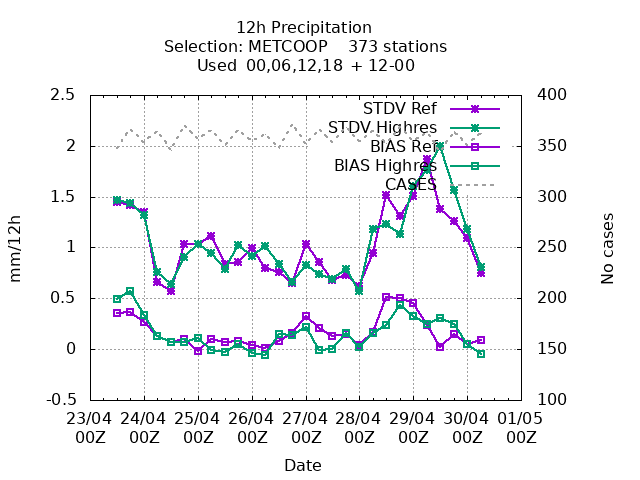 12h Precipitation
Selection: METCOOP    373 stations
Used  00,06,12,18  + 12-00
2.5
2
1.5
1
0.5
0
-0.5
mm/12h
400
350
300
250
200
150
100
No cases
STDV Ref
STDV Highres
BIAS Ref
BIAS Highres
CASES
23/04 24/04 25/04 26/04 27/04 28/04 29/04 30/04 01/05
00Z 00Z 00Z 00Z 00Z 00Z 00Z 00Z 00Z
Date